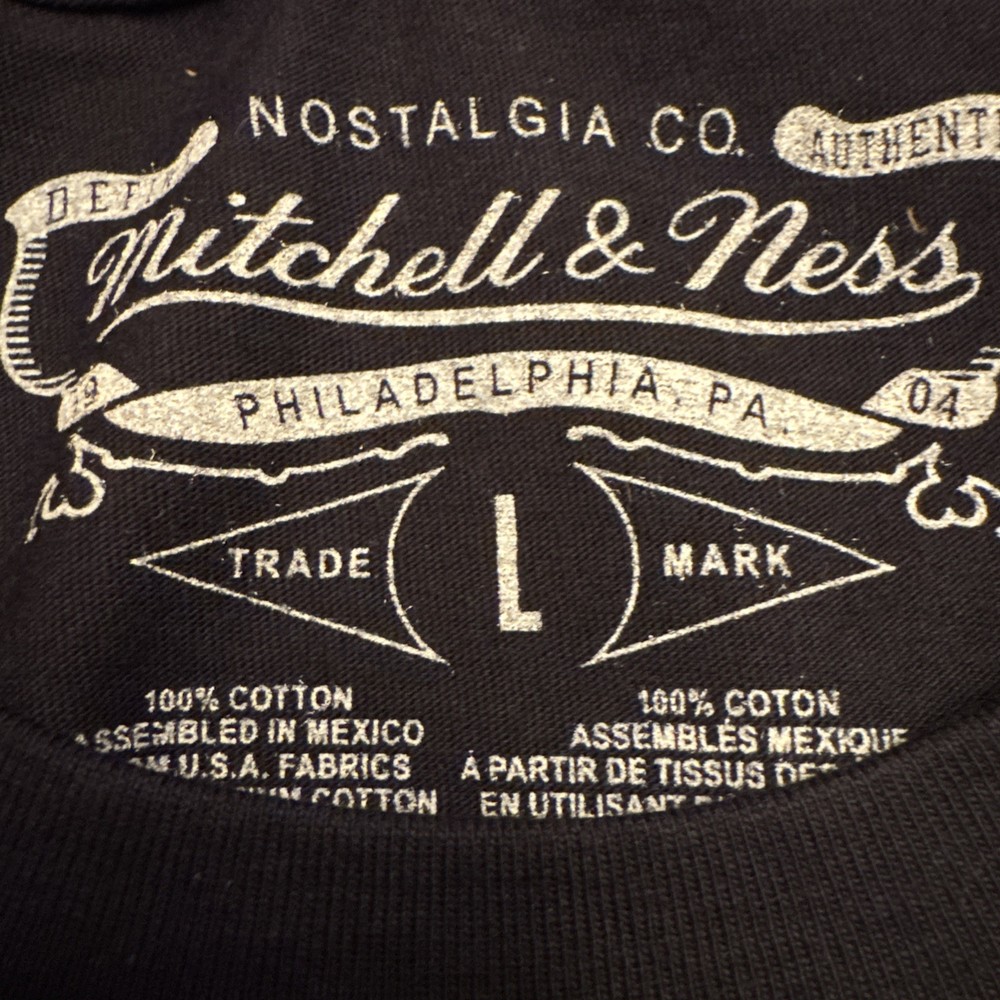 NOSTALGIA CO.
Mitchell & Ness
PHILADELPHIA, PA.
04
TRADE L MARK
100% COTTON
ASSEMBLED IN MEXICO
U.S.A. FABRICS
COTTON
100% COTON
ASSEMBLÉS MEXIQUE
À PARTIR DE TISSUS
EN UTILISANT